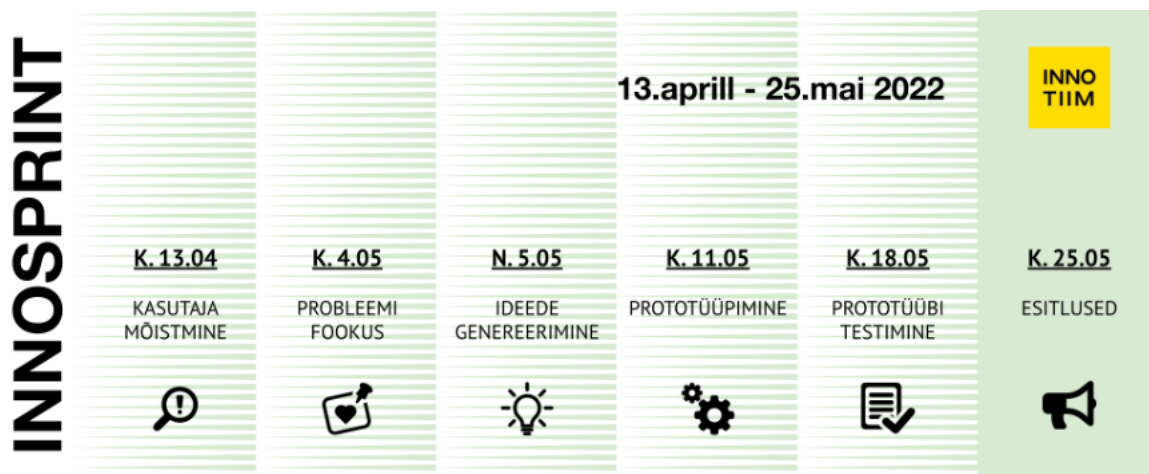 INNOSPRINT
13.aprill - 25.mai 2022
INNO
TIIM
K. 13.04
KASUTAJA
MÕISTMINE
K. 4.05
PROBLEEMI
FOOKUS
N. 5.05
IDEEDE
GENEREERIMINE
K. 11.05
PROTOTÜÜPIMINE
K. 18.05
PROTOTÜÜBI
TESTIMINE
K. 25.05
ESITLUSED